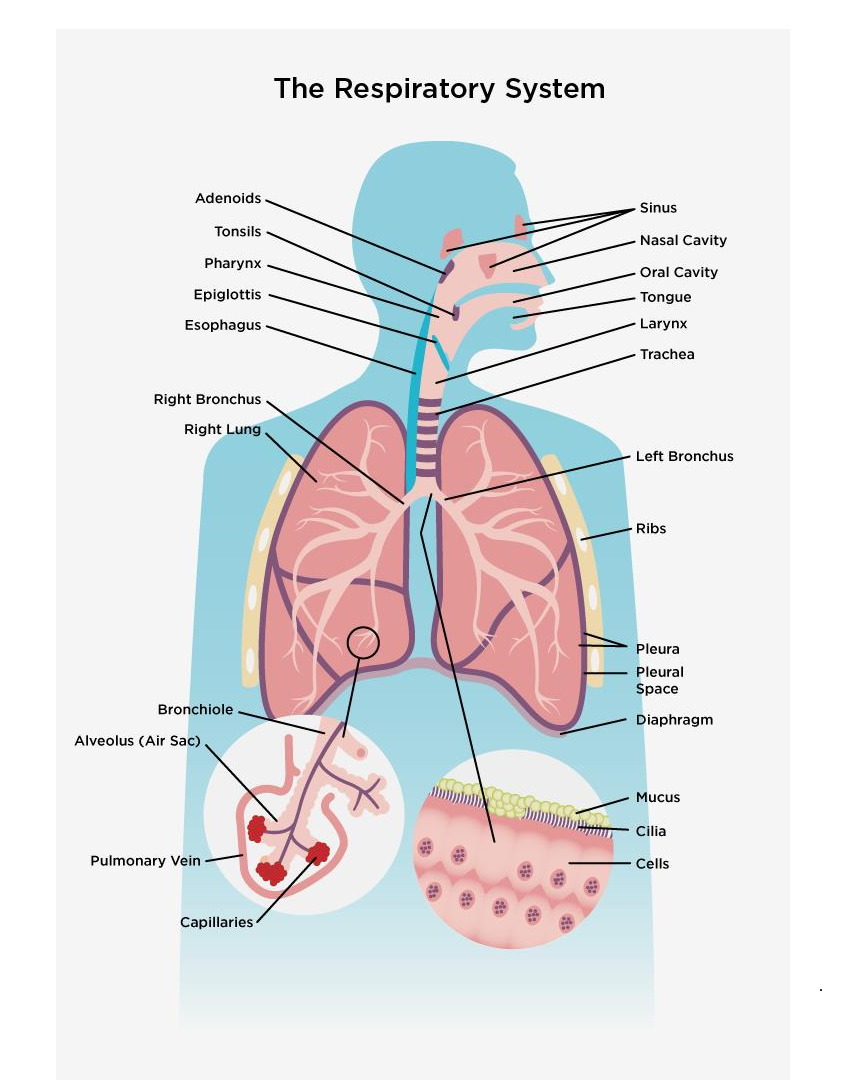 The Respiratory System
Adenoids
Tonsils
Pharynx
Epiglottis
Esophagus
Right Bronchus
Right Lung
Sinus
Nasal Cavity
Oral Cavity
Tongue
Larynx
Trachea
Left Bronchus
Ribs
Pleura
Pleural
Space
Diaphragm
Bronchiole
Alveolus (Air Sac)
Pulmonary Vein
Capillaries
Mucus
Cilia
Cells